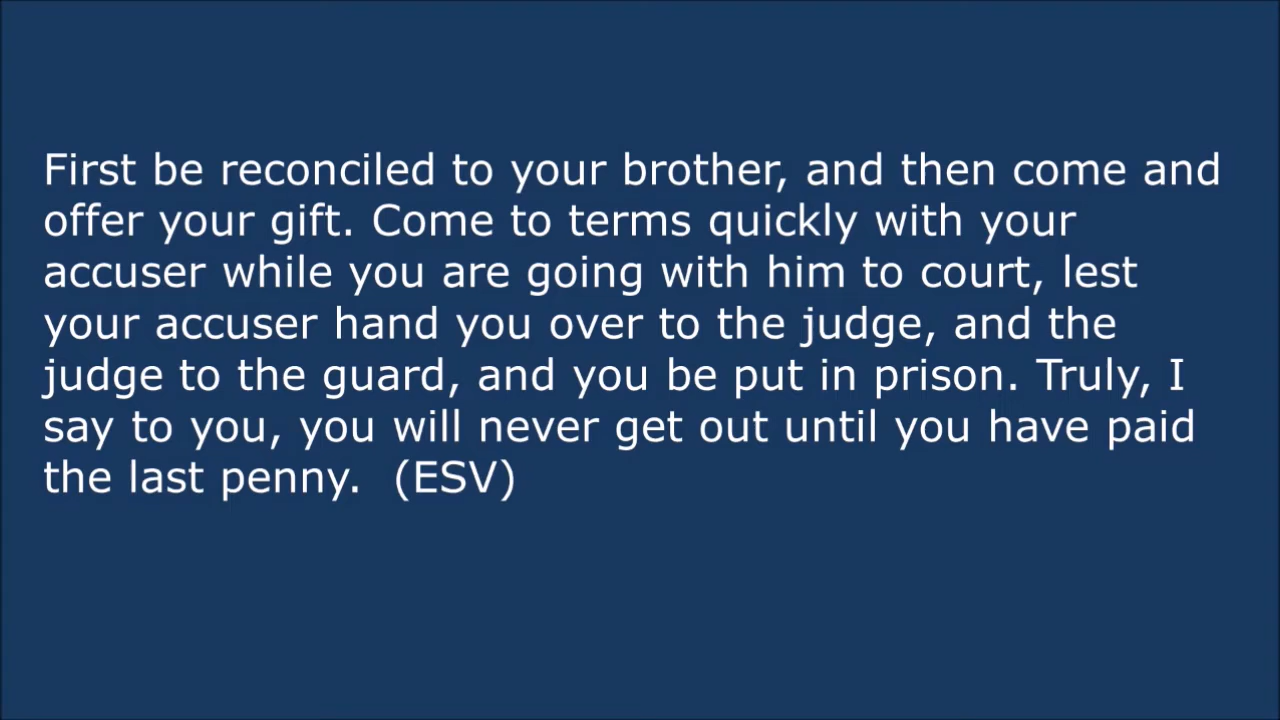 First be reconciled to your brother, and then come and
offer your gift. Come to terms quickly with your
accuser while you are going with him to court, lest
your accuser hand you over to the judge, and the
judge to the guard, and you be put in prison. Truly, I
say to you, you will never get out until you have paid
the last penny.  (ESV)